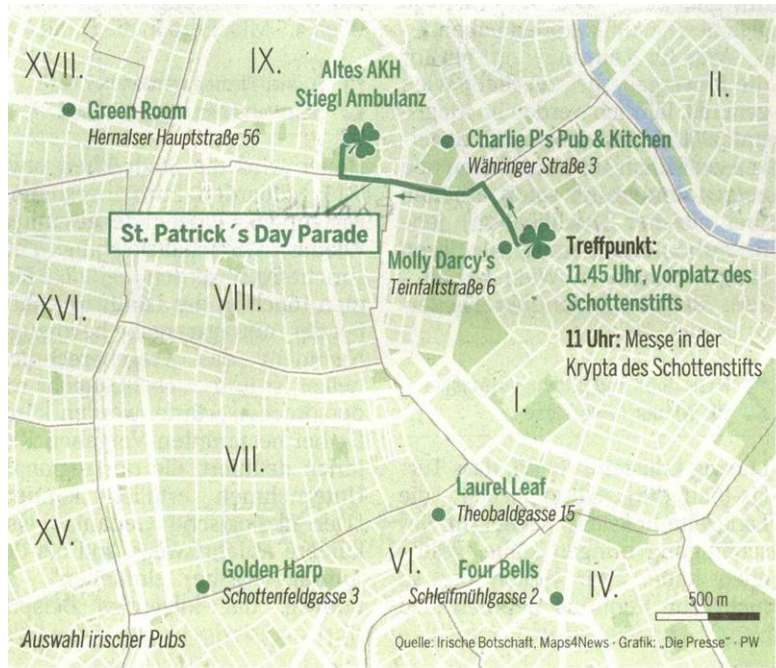 XVII.
IX.
II.
Altes AKH
Stiegl Ambulanz
Green Room
Hernalser Hauptstraße 56
Charlie P's Pub & Kitchen
Währinger Straße 3
St. Patrick´s Day Parade
Molly Darcy's
Teinfaltstraße 6
Treffpunkt:
11.45 Uhr, Vorplatz des
Schottenstifts
11 Uhr: Messe in der
Krypta des Schottenstifts
XVI.
VIII.
I.
VII.
Laurel Leaf
Theobaldgasse 15
XV.
Golden Harp
Schottenfeldgasse 3
VI.
Four Bells
Schleifmühlgasse 2
IV.
500 m
Auswahl irischer Pubs
Quelle: Irische Botschaft, Maps4News · Grafik: „Die Presse" · PW